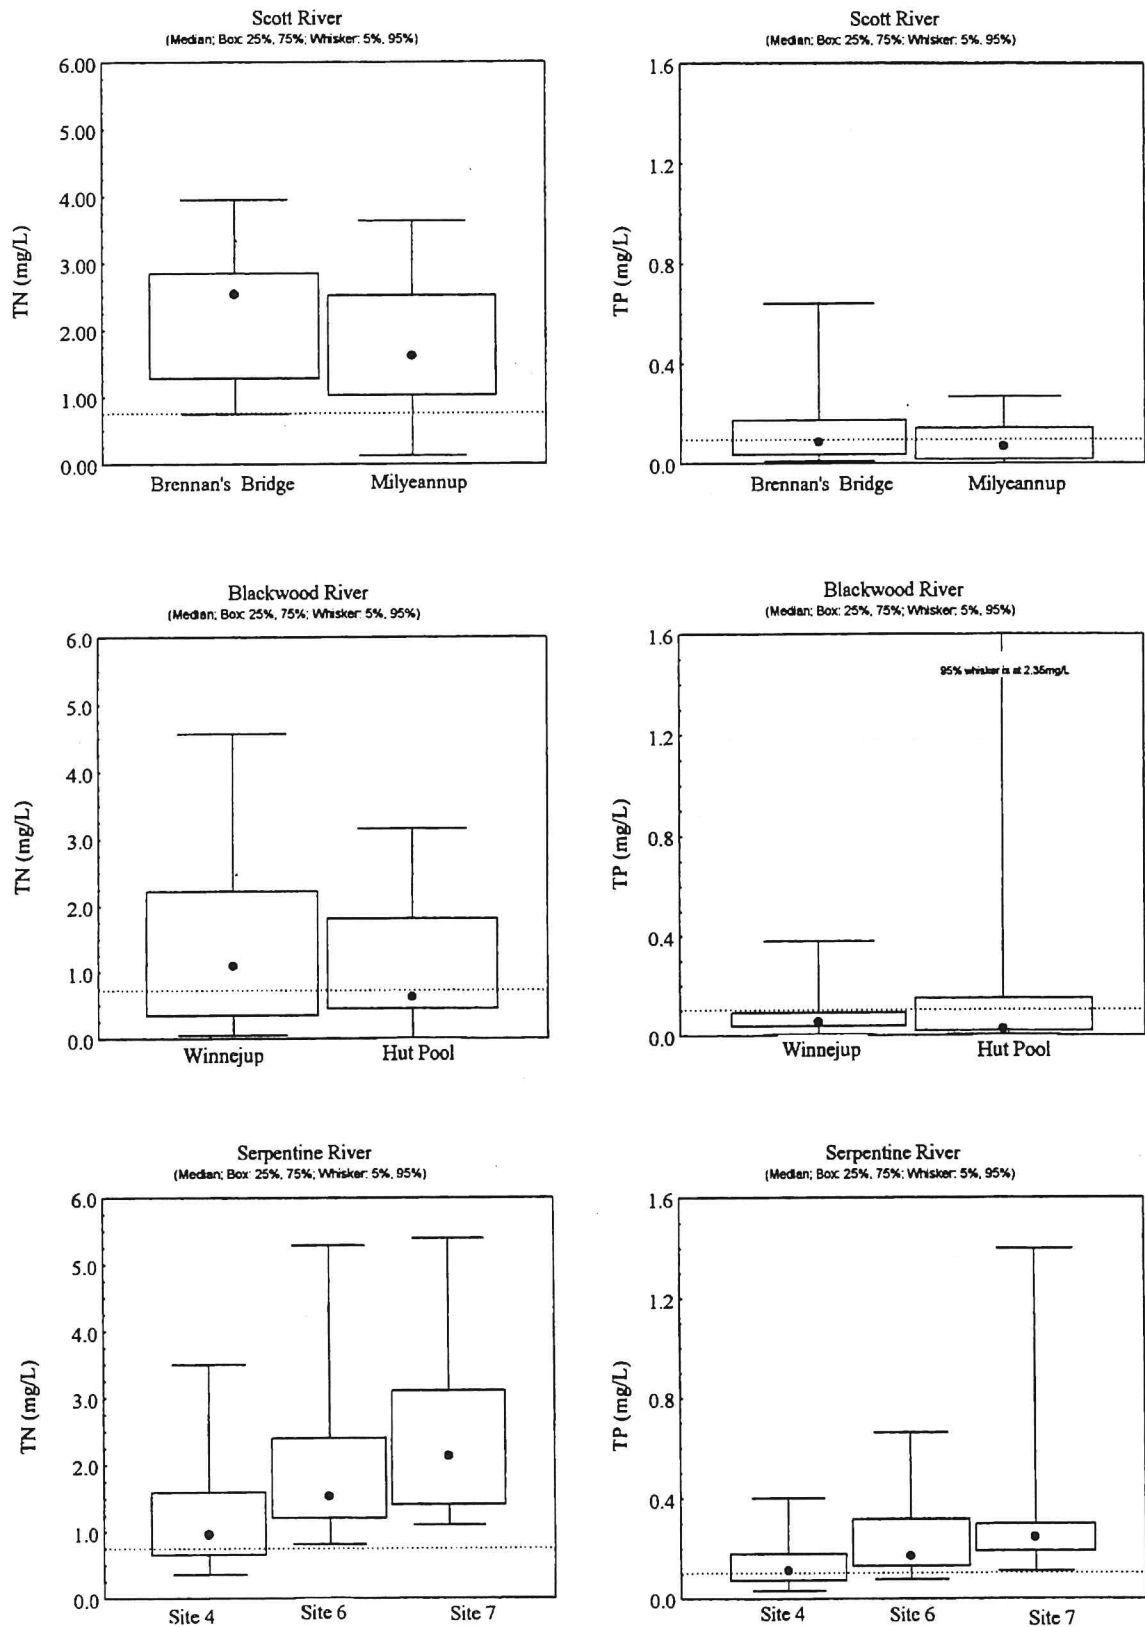 Scott River
(Median; Box: 25%, 75%; Whisker: 5%, 95%)
6.00
5.00
4.00
3.00
2.00
1.00
0.00
TN (mg/L)
Brennan's Bridge
Milyeannup
Scott River
(Median; Box: 25%, 75%; Whisker: 5%, 95%)
1.6
1.2
0.8
0.4
0.0
TP (mg/L)
Brennan's Bridge
Milyeannup
Blackwood River
(Median; Box: 25%, 75%; Whisker: 5%, 95%)
6.0
5.0
4.0
3.0
2.0
1.0
0.0
TN (mg/L)
Winnejup
Hut Pool
Blackwood River
(Median; Box: 25%, 75%; Whisker: 5%, 95%)
95% whisker is at 2.35mg/L
1.6
1.2
0.8
0.4
0.0
TP (mg/L)
Winnejup
Hut Pool
Serpentine River
(Median; Box: 25%, 75%; Whisker: 5%, 95%)
6.0
5.0
4.0
3.0
2.0
1.0
0.0
TN (mg/L)
Site 4
Site 6
Site 7
Serpentine River
(Median; Box: 25%, 75%; Whisker: 5%, 95%)
1.6
1.2
0.8
0.4
0.0
TP (mg/L)
Site 4
Site 6
Site 7